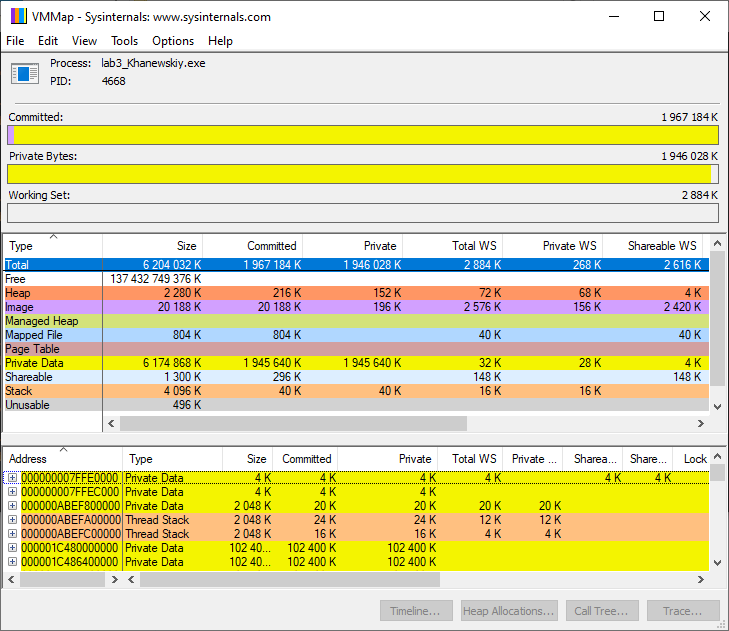 VMMap - Sysinternals: www.sysinternals.com
File Edit View Tools Options Help
Process: lab3_Khanewskiy.exe
PID: 4668
Committed: 1 967 184 K
Private Bytes: 1 946 028 K
Working Set: 2 884 K
Type Size Committed Private Total WS Private WS Shareable WS
Total 6 204 032 K 1 967 184 K 1 946 028 K 2 884 K 268 K 2 616 K
Free 137 432 749 376 K
Heap 2 280 K 216 K 152 K 72 K 68 K 4 K
Image 20 188 K 20 188 K 196 K 2 576 K 156 K 2 420 K
Managed Heap
Mapped File 804 K 804 K 40 K 40 K
Page Table
Private Data 6 174 868 K 1 945 640 K 1 945 640 K 32 K 28 K 4 K
Shareable 1 300 K 296 K 148 K 148 K
Stack 4 096 K 40 K 40 K 16 K 16 K
Unusable 496 K
Address Type Size Committed Private Total WS Private ... Sharea... Share... Lock
000000007FFE0000 Private Data 4 K 4 K 4 K 4 K 4 K 4 K
000000007FFEC000 Private Data 4 K 4 K 4 K
000000ABEF800000 Private Data 2 048 K 20 K 20 K 20 K 20 K
000000ABEFA00000 Thread Stack 2 048 K 24 K 24 K 12 K 12 K
000000ABEFC00000 Thread Stack 2 048 K 16 K 16 K 4 K 4 K
000001C480000000 Private Data 102 40... 102 400 K 102 400 K
000001C486400000 Private Data 102 40... 102 400 K 102 400 K
Timeline... Heap Allocations... Call Tree... Trace...